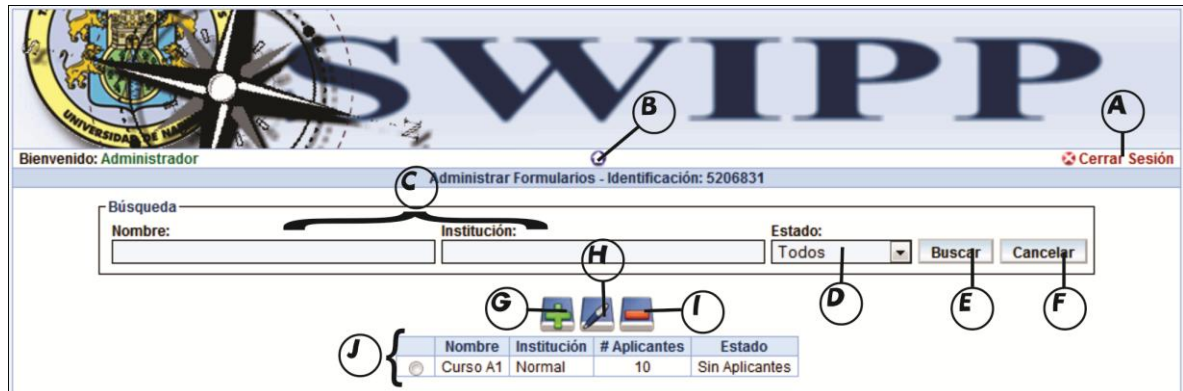 SWIPP
UNIVERSIDAD DE NA
B
A
Bienvenido: Administrador
Cerrar Sesión
Administrar Formularios - Identificación: 5206831
C
Búsqueda
Nombre:
Institución:
Estado:
Todos
Buscar
Cancelar
H
G
I
D
E
F
J
Nombre Institución # Aplicantes Estado
Curso A1 Normal 10 Sin Aplicantes